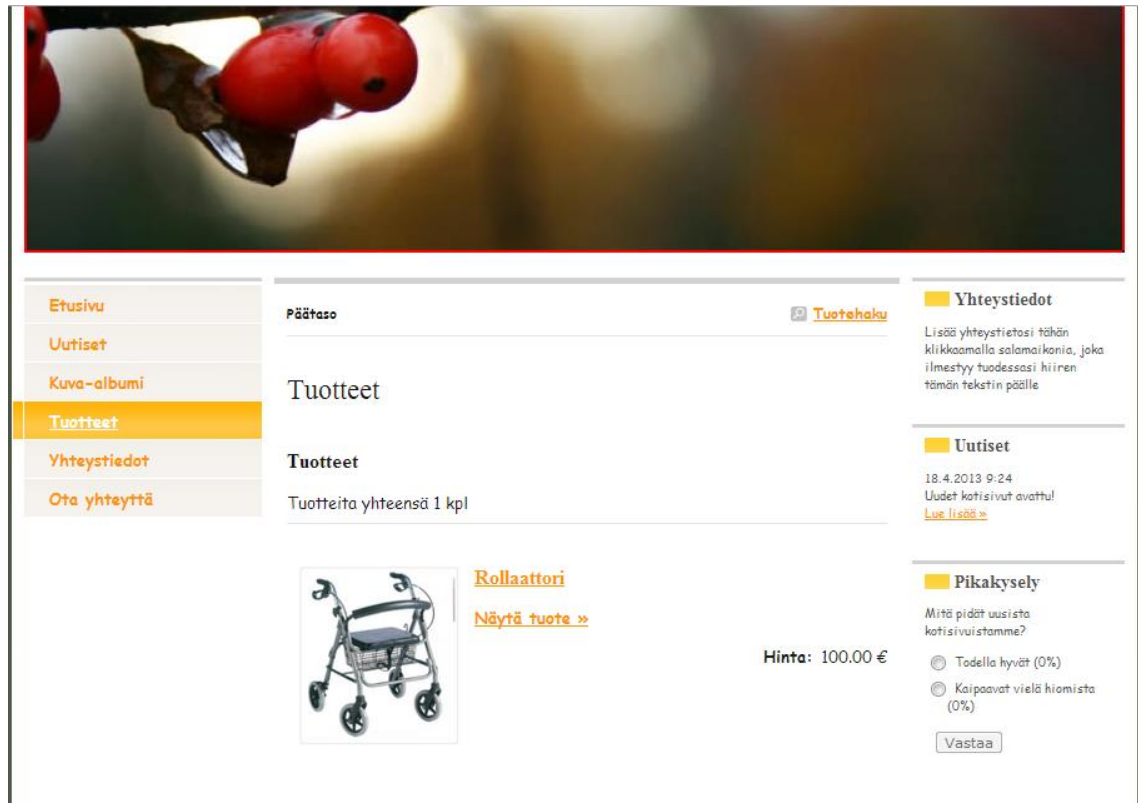 Etusivu
Uutiset
Kuva-albumi
Tuotteet
Yhteystiedot
Ota yhteyttä
Päätaso
Tuotehaku
Tuotteet
Tuotteet
Tuotteita yhteensä 1 kpl
Rollaattori
Näytä tuote »
Hinta: 100.00 €
Yhteystiedot
Lisää yhteystietosi tähän
klikkaamalla salamaikonia, joka
ilmestyy tuodessasi hiiren
tämän tekstin päälle
Uutiset
18.4.2013 9:24
Uudet kotisivut avattu!
Lue lisää »
Pikakysely
Mitä pidät uusista
kotisivuistamme?
Todella hyvät (0%)
Kaipaavat vielä hiomista
(0%)
Vastaa